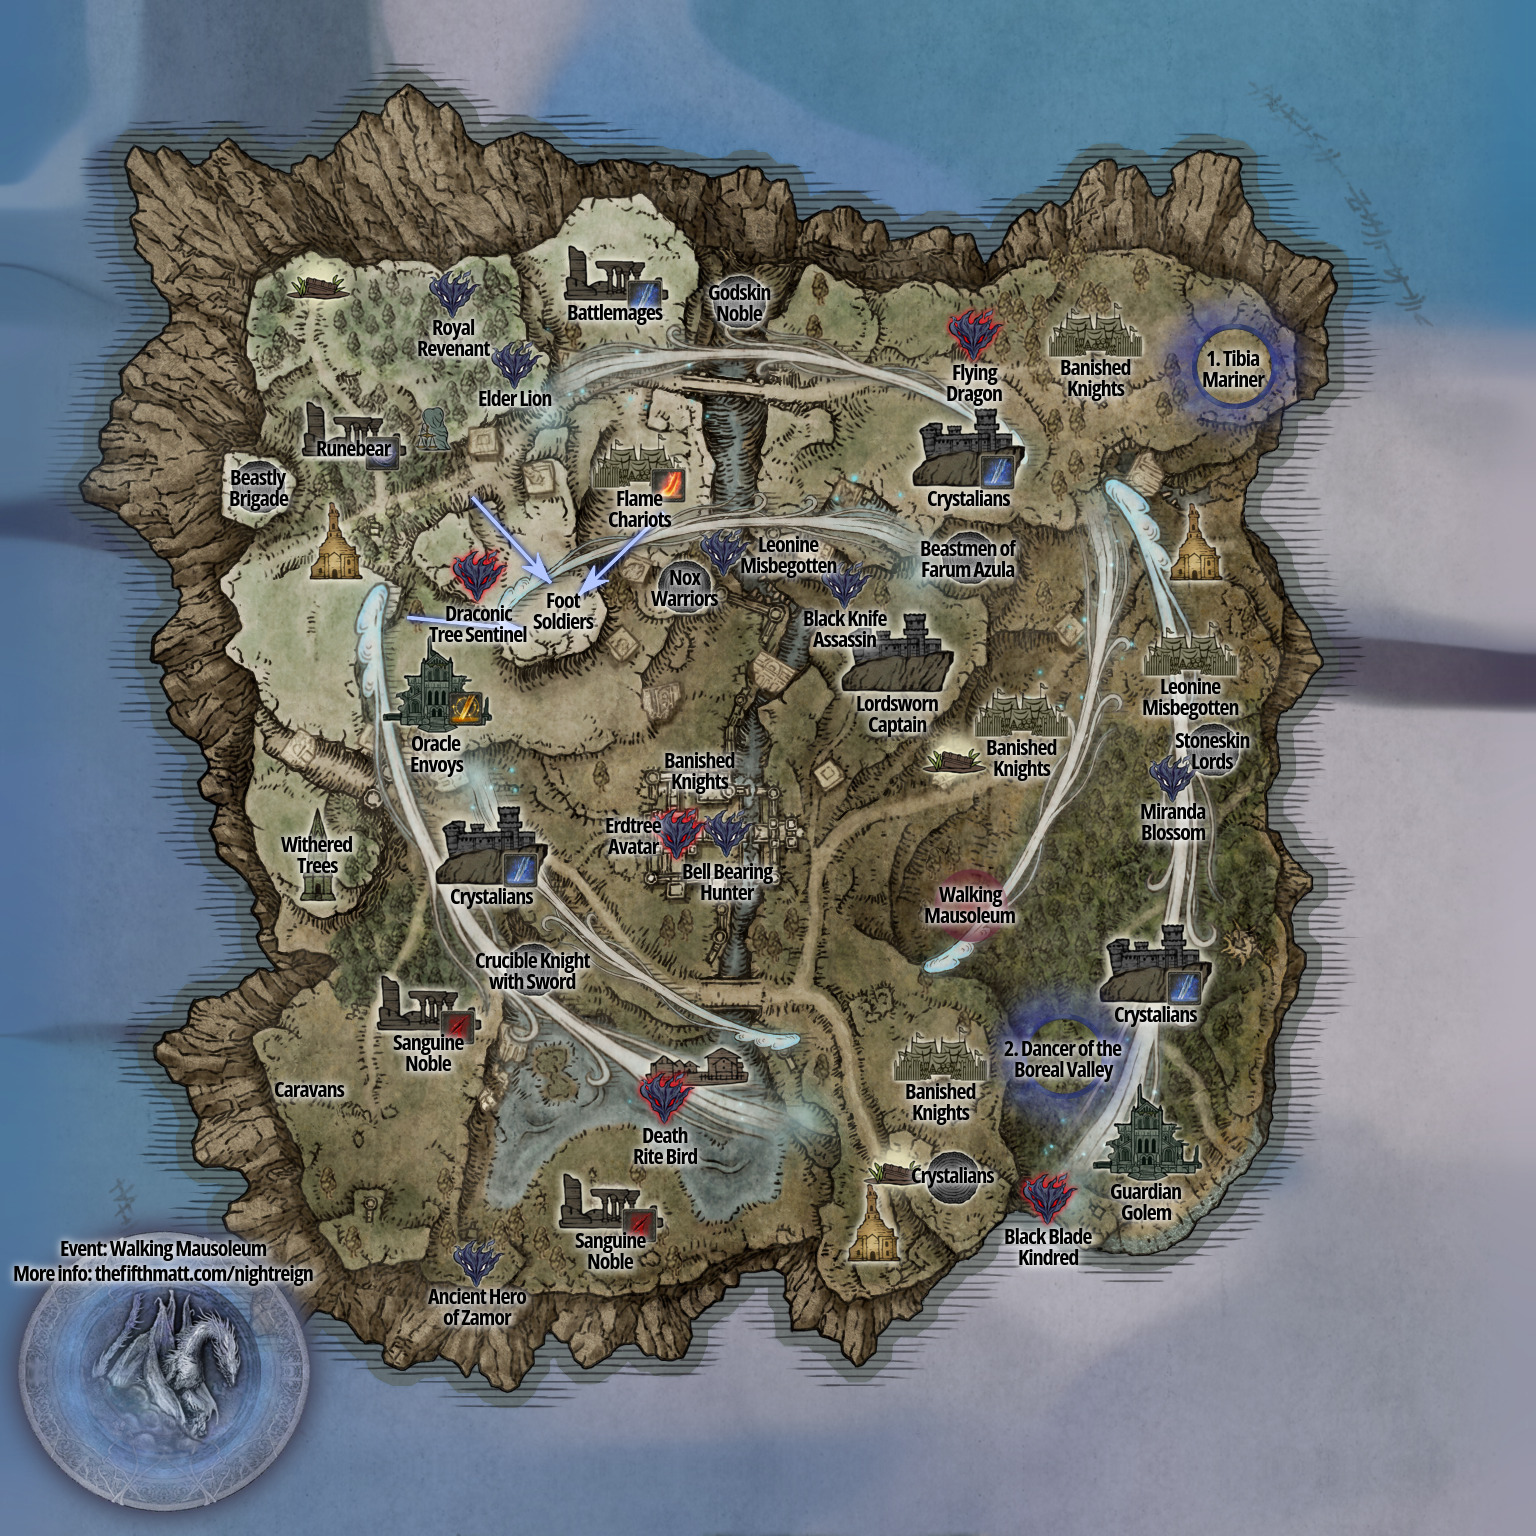 Godskin
Noble
Battlemages
Royal
Revenant
Elder Lion
Flying
Dragon
Banished
Knights
1. Tibia
Mariner
Runebear
Beastly
Brigade
Flame
Chariots
Crystalians
Leonine
Misbegotten
Beastmen of
Farum Azula
Nox
Warriors
Black Knife
Assassin
Draconic
Tree Sentinel
Foot
Soldiers
Lordsworn
Captain
Leonine
Misbegotten
Oracle
Envoys
Banished
Knights
Banished
Knights
Stoneskin
Lords
Miranda
Blossom
Withered
Trees
Erdtree
Avatar
Bell Bearing
Hunter
Crystalians
Walking
Mausoleum
Crucible Knight
with Sword
Crystalians
Sanguine
Noble
2. Dancer of the
Boreal Valley
Caravans
Banished
Knights
Death
Rite Bird
Crystalians
Guardian
Golem
Black Blade
Kindred
Sanguine
Noble
Ancient Hero
of Zamor
Event: Walking Mausoleum
More info: thefifthmatt.com/nightreign